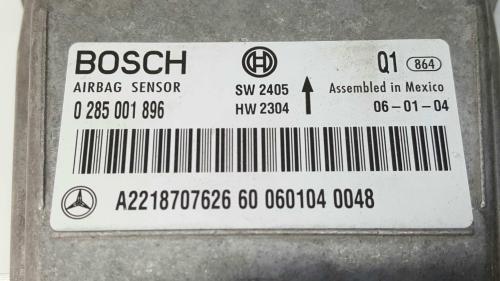 BOSCH Q1 864
AIRBAG SENSOR SW 2405 Assembled in Mexico
0 285 001 896 HW 2304 06-01-04
A2218707626 60 060104 0048